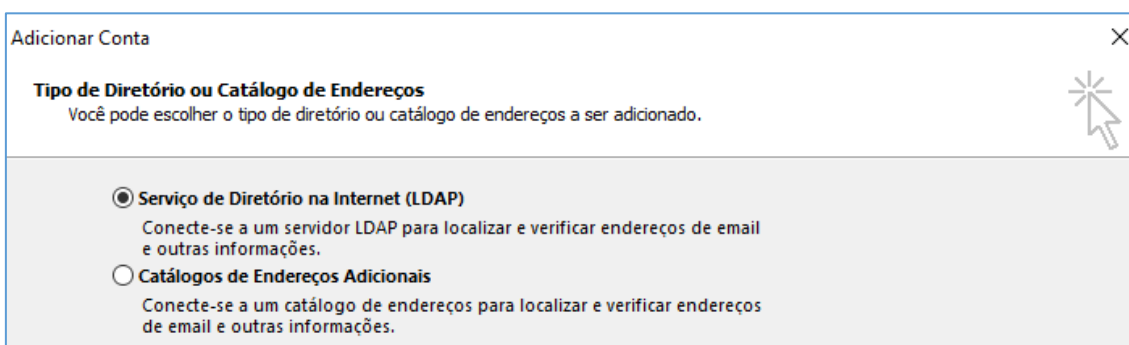 Adicionar Conta
Tipo de Diretório ou Catálogo de Endereços
Você pode escolher o tipo de diretório ou catálogo de endereços a ser adicionado.
Serviço de Diretório na Internet (LDAP)
Conecte-se a um servidor LDAP para localizar e verificar endereços de email
e outras informações.
Catálogos de Endereços Adicionais
Conecte-se a um catálogo de endereços para localizar e verificar endereços
de email e outras informações.